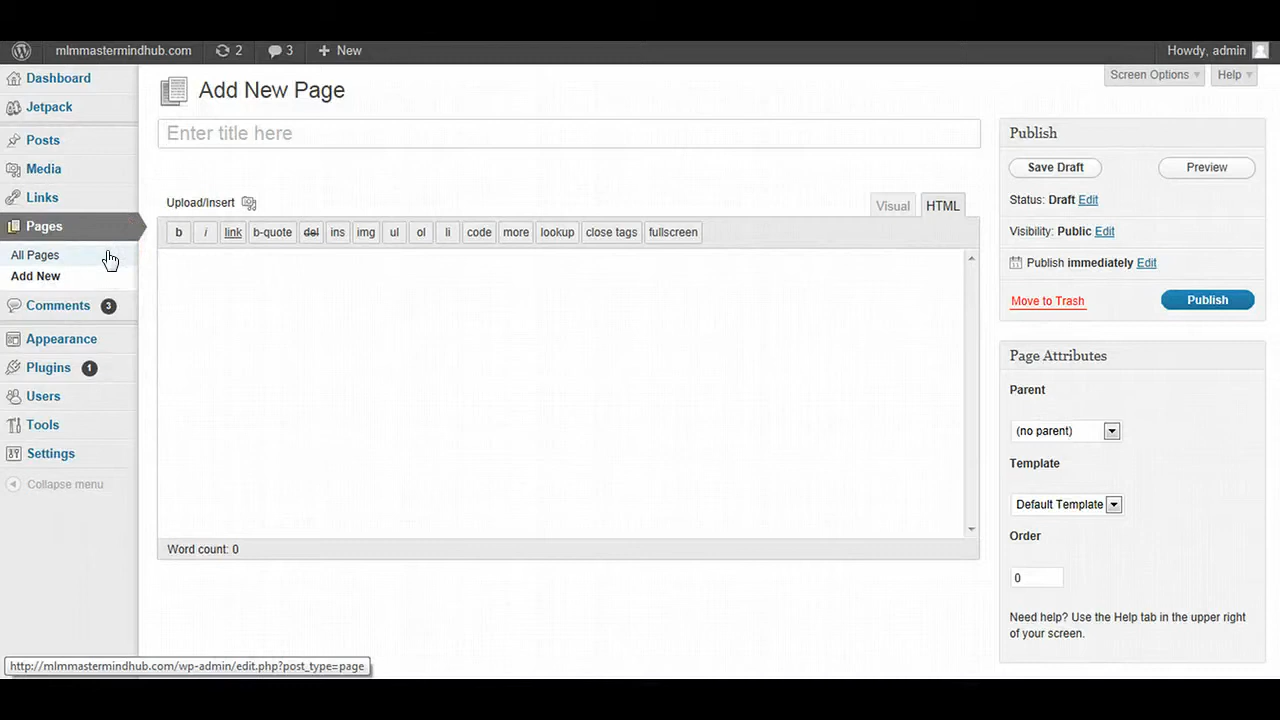 mlmmastermindhub.com 2 3 + New Howdy, admin
Screen Options Help
Dashboard
Jetpack
Posts
Media
Links
Pages
All Pages
Add New
Comments 3
Appearance
Plugins 1
Users
Tools
Settings
Collapse menu
Add New Page
Enter title here
Upload/Insert
Visual HTML
b i link b-quote del ins img ul ol li code more lookup close tags fullscreen
Word count: 0
Publish
Save Draft Preview
Status: Draft Edit
Visibility: Public Edit
Publish immediately Edit
Move to Trash Publish
Page Attributes
Parent
(no parent)
Template
Default Template
Order
0
Need help? Use the Help tab in the upper right
of your screen.
http://mlmmastermindhub.com/wp-admin/edit.php?post_type=page